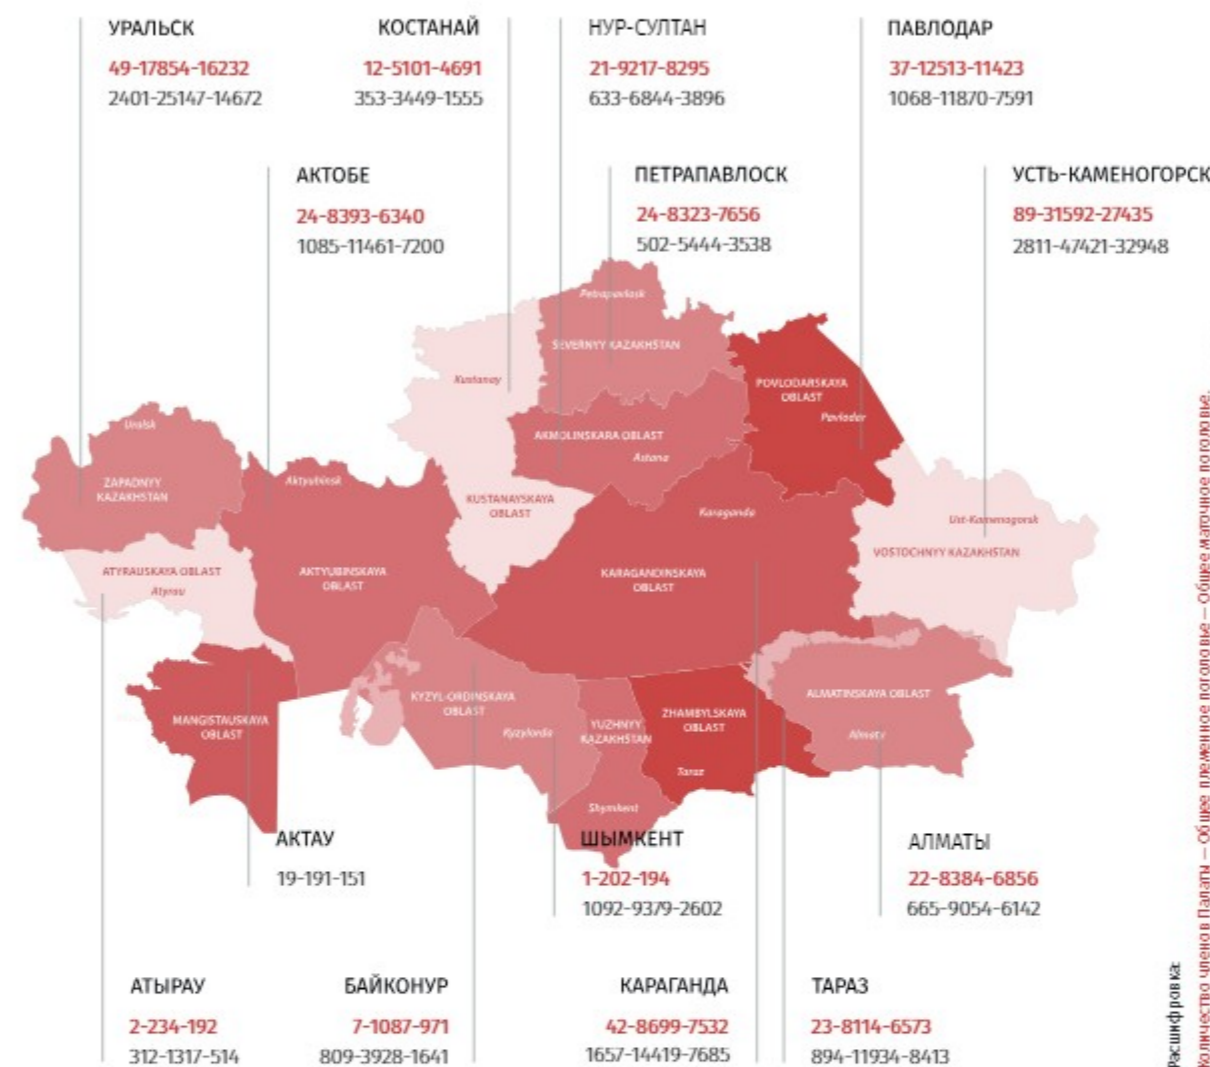 УРАЛЬСК
49-17854-16232
2401-25147-14672
КОСТАНАЙ
12-5101-4691
353-3449-1555
НУР-СУЛТАН
21-9217-8295
633-6844-3896
ПАВЛОДАР
37-12513-11423
1068-11870-7591
АКТОБЕ
24-8393-6340
1085-11461-7200
ПЕТРАПАВЛОСК
24-8323-7656
502-5444-3538
УСТЬ-КАМЕНОГОРСК
89-31592-27435
2811-47421-32948
Petrapavlosk
SEVERNYY KAZAKHSTAN
Kustanay
POVLODARSKAYA
OBLAST
Pavlodar
Uralsk
AKMOLINSKARA OBLAST
Astana
ZAPADNYY
KAZAKHSTAN
Aktyubinsk
KUSTANAYSKAYA
OBLAST
Karaganda
Ust-Kamenogorsk
VOSTOCHNYY KAZAKHSTAN
ATYRAUSKAYA OBLAST
Atyrau
AKTYUBINSKAYA
OBLAST
KARAGANDINSKAYA
OBLAST
MANGISTAUSKAYA
OBLAST
KYZYL-ORDINSKAYA
OBLAST
Kyzylorda
YUZHNYY
KAZAKHSTAN
Shymkent
ZHAMBYLSKAYA
OBLAST
Taraz
ALMATINSKAYA OBLAST
Almaty
АКТАУ
19-191-151
ШЫМКЕНТ
1-202-194
1092-9379-2602
АЛМАТЫ
22-8384-6856
665-9054-6142
АТЫРАУ
2-234-192
312-1317-514
БАЙКОНУР
7-1087-971
809-3928-1641
КАРАГАНДА
42-8699-7532
1657-14419-7685
ТАРАЗ
23-8114-6573
894-11934-8413
Расшифровка:
Количество членов Палаты — Общее племенное поголовье — Общее маточное поголовье.